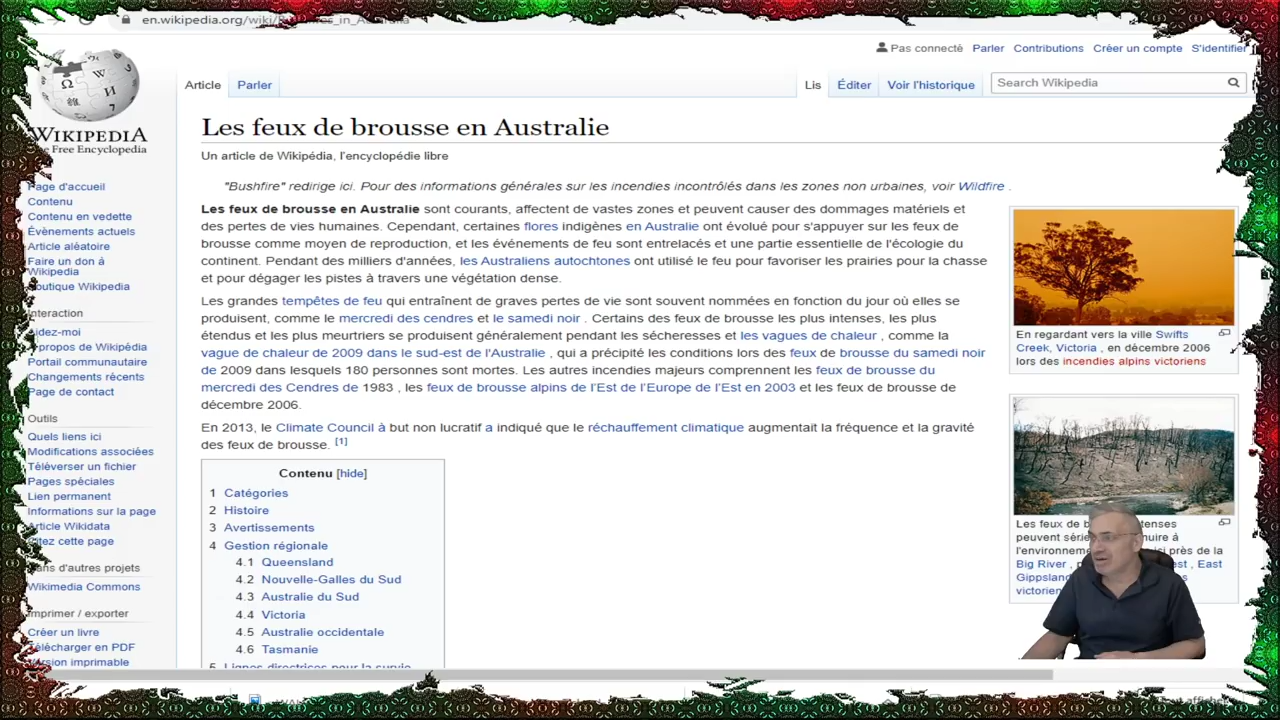 en.wikipedia.org/wiki/
Pas connecté Parler Contributions Créer un compte S'identifier
Article Parler Lis Éditer Voir l'historique Search Wikipedia
WIKIPEDIA
Free Encyclopedia
Les feux de brousse en Australie
Un article de Wikipédia, l'encyclopédie libre
"Bushfire" redirige ici. Pour des informations générales sur les incendies incontrôlés dans les zones non urbaines, voir Wildfire .
Les feux de brousse en Australie sont courants, affectent de vastes zones et peuvent causer des dommages matériels et
des pertes de vies humaines. Cependant, certaines flores indigènes en Australie ont évolué pour s'appuyer sur les feux de
brousse comme moyen de reproduction, et les événements de feu sont entrelacés et une partie essentielle de l'écologie du
continent. Pendant des milliers d'années, les Australiens autochtones ont utilisé le feu pour favoriser les prairies pour la chasse
et pour dégager les pistes à travers une végétation dense.
Les grandes tempêtes de feu qui entraînent de graves pertes de vie sont souvent nommées en fonction du jour où elles se
produisent, comme le mercredi des cendres et le samedi noir . Certains des feux de brousse les plus intenses, les plus
étendus et les plus meurtriers se produisent généralement pendant les sécheresses et les vagues de chaleur , comme la
vague de chaleur de 2009 dans le sud-est de l'Australie , qui a précipité les conditions lors des feux de brousse du samedi noir
de 2009 dans lesquels 180 personnes sont mortes. Les autres incendies majeurs comprennent les feux de brousse du
mercredi des Cendres de 1983 , les feux de brousse alpins de l'Est de l'Europe de l'Est en 2003 et les feux de brousse de
décembre 2006.
En 2013, le Climate Council à but non lucratif a indiqué que le réchauffement climatique augmentait la fréquence et la gravité
des feux de brousse. [1]
Contenu [hide]
1 Catégories
2 Histoire
3 Avertissements
4 Gestion régionale
4.1 Queensland
4.2 Nouvelle-Galles du Sud
4.3 Australie du Sud
4.4 Victoria
4.5 Australie occidentale
4.6 Tasmanie
5 Lignes directrices pour la survie
Page d'accueil
Contenu
Contenu en vedette
Évènements actuels
Article aléatoire
Faire un don à
Wikipedia
Boutique Wikipedia
Interaction
Aidez-moi
À propos de Wikipédia
Portail communautaire
Changements récents
Page de contact
Outils
Quels liens ici
Modifications associées
Téléverser un fichier
Pages spéciales
Lien permanent
Informations sur la page
Article Wikidata
Citez cette page
Dans d'autres projets
Wikimedia Commons
Imprimer / exporter
Créer un livre
Télécharger en PDF
Version imprimable
En regardant vers la ville Swifts
Creek, Victoria , en décembre 2006
lors des incendies alpins victoriens
Les feux de intenses
peuvent
l'environnement près de la
Big River , East
Gippsland
victoriens